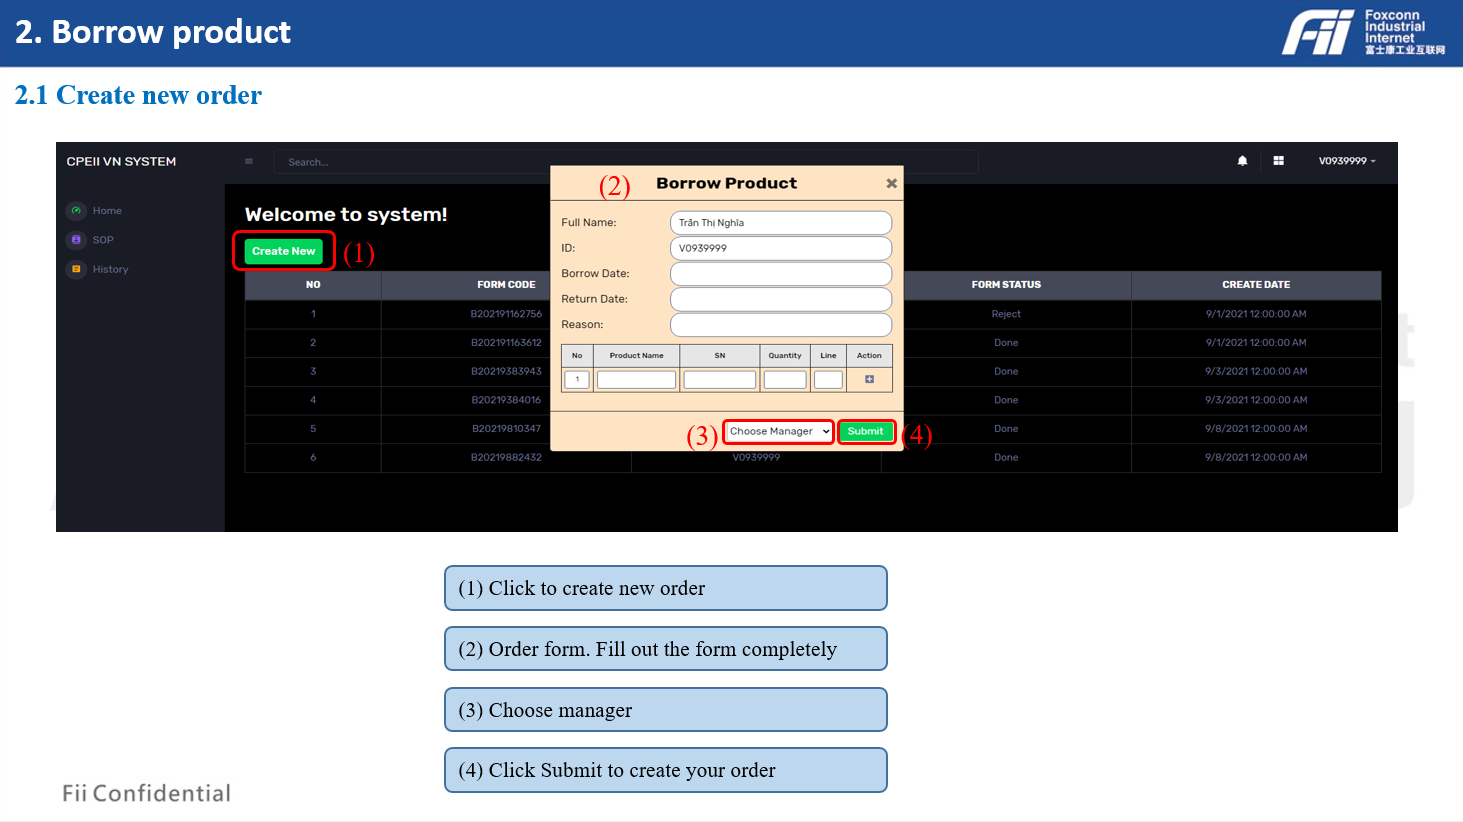 2. Borrow product
Foxconn
Industrial
Internet
富士康工业互联网
2.1 Create new order
CPEII VN SYSTEM
Search...
V0939999
Home
SOP
History
Welcome to system!
Create New
(1)
NO FORM CODE FORM STATUS CREATE DATE
1 B202191162756 Reject 9/1/2021 12:00:00 AM
2 B202191163612 Done 9/1/2021 12:00:00 AM
3 B20219383943 Done 9/3/2021 12:00:00 AM
4 B20219384016 Done 9/3/2021 12:00:00 AM
5 B20219810347 Done 9/8/2021 12:00:00 AM
6 B20219882432 V0939999 Done 9/8/2021 12:00:00 AM
(2) Borrow Product
Full Name: Trần Thị Nghĩa
ID: V0939999
Borrow Date:
Return Date:
Reason:
No Product Name SN Quantity Line Action
1
(3) Choose Manager Submit (4)
(1) Click to create new order
(2) Order form. Fill out the form completely
(3) Choose manager
(4) Click Submit to create your order
Fii Confidential